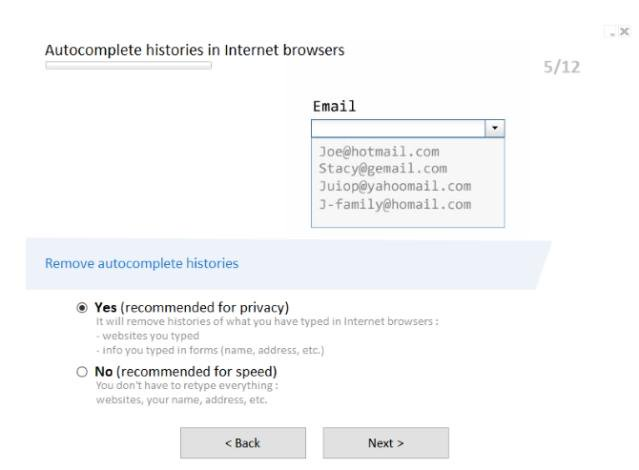 Autocomplete histories in Internet browsers
5/12
Email
Joe@hotmail.com
Stacy@gemail.com
Juiop@yahoomail.com
J-family@homail.com
Remove autocomplete histories
Yes (recommended for privacy)
It will remove histories of what you have typed in Internet browsers :
- websites you typed
- info you typed in forms (name, address, etc.)
No (recommended for speed)
You don't have to retype everything :
websites, your name, address, etc.
< Back
Next >